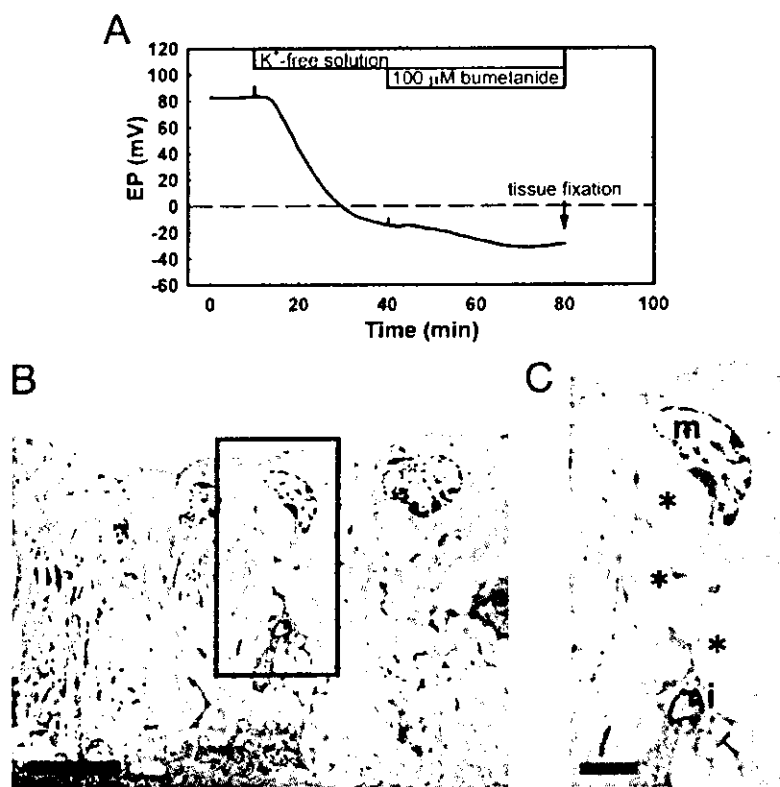 A
120
100
80
60
40
20
0
-20
-40
-60
EP (mV)
K⁺-free solution
100 μM bumetanide
tissue fixation
0 20 40 60 80 100
Time (min)
B
C
m
*
*
*
i